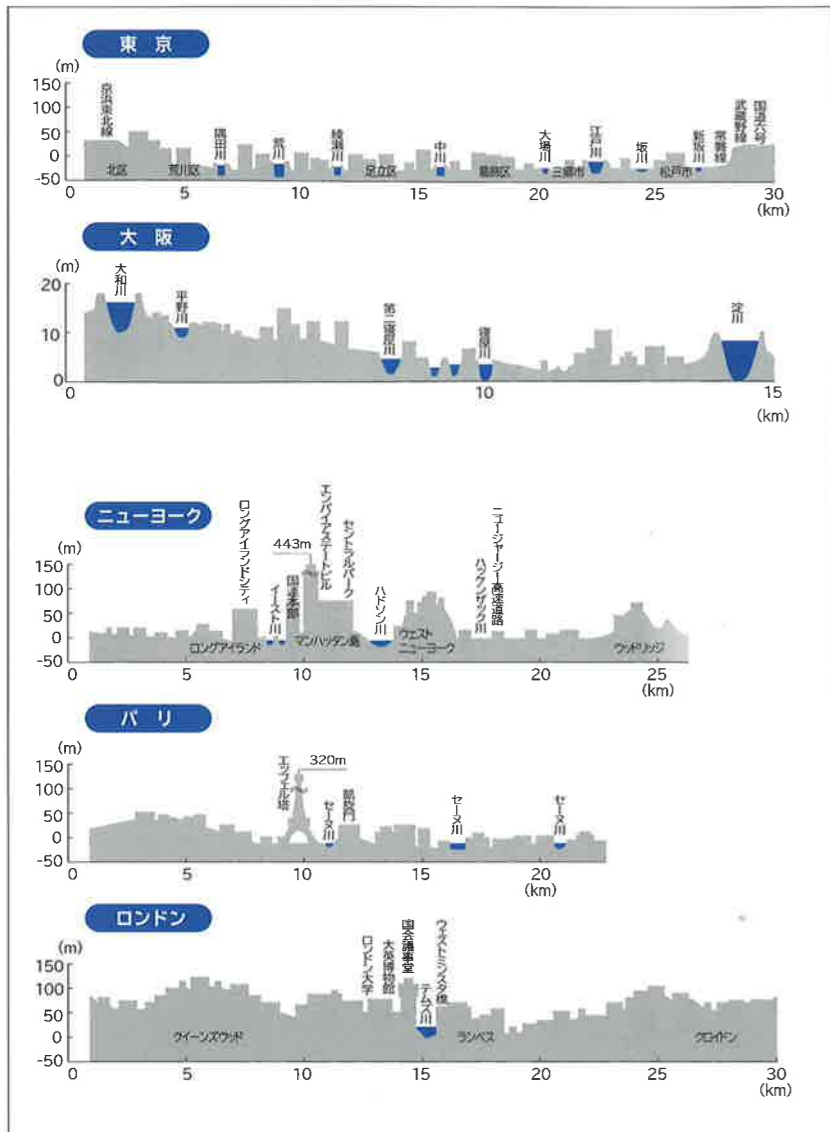 東 京
(m)
150
100
50
0
-50
京浜東北線
隅田川
荒川
綾瀬川
中川
大場川
江戸川
坂川
新坂川
常磐線
武蔵野線
国道六号
北区
荒川区
足立区
葛飾区
三郷市
松戸市
0 5 10 15 20 25 30
(km)
大 阪
(m)
20
10
0
大和川
平野川
第二寝屋川
寝屋川
淀川
0 10 15
(km)
ニューヨーク
(m)
150
100
50
0
-50
ロングアイランドシティ
イースト川
国連本部
443m
エンパイアステートビル
セントラルパーク
ハドソン川
ハッケンザック川
ニュージャージー高速道路
ロングアイランド
マンハッタン島
ウェスト
ニューヨーク
ウッドリッジ
0 5 10 15 20 25
(km)
パ リ
(m)
150
100
50
0
-50
エッフェル塔
320m
セーヌ川
凱旋門
セーヌ川
セーヌ川
0 5 10 15 20
(km)
ロンドン
(m)
150
100
50
0
-50
ロンドン大学
大英博物館
国会議事堂
テムズ川
ウェストミンスタ橋
クイーンズウッド
ランベス
クロイドン
0 5 10 15 20 25 30
(km)